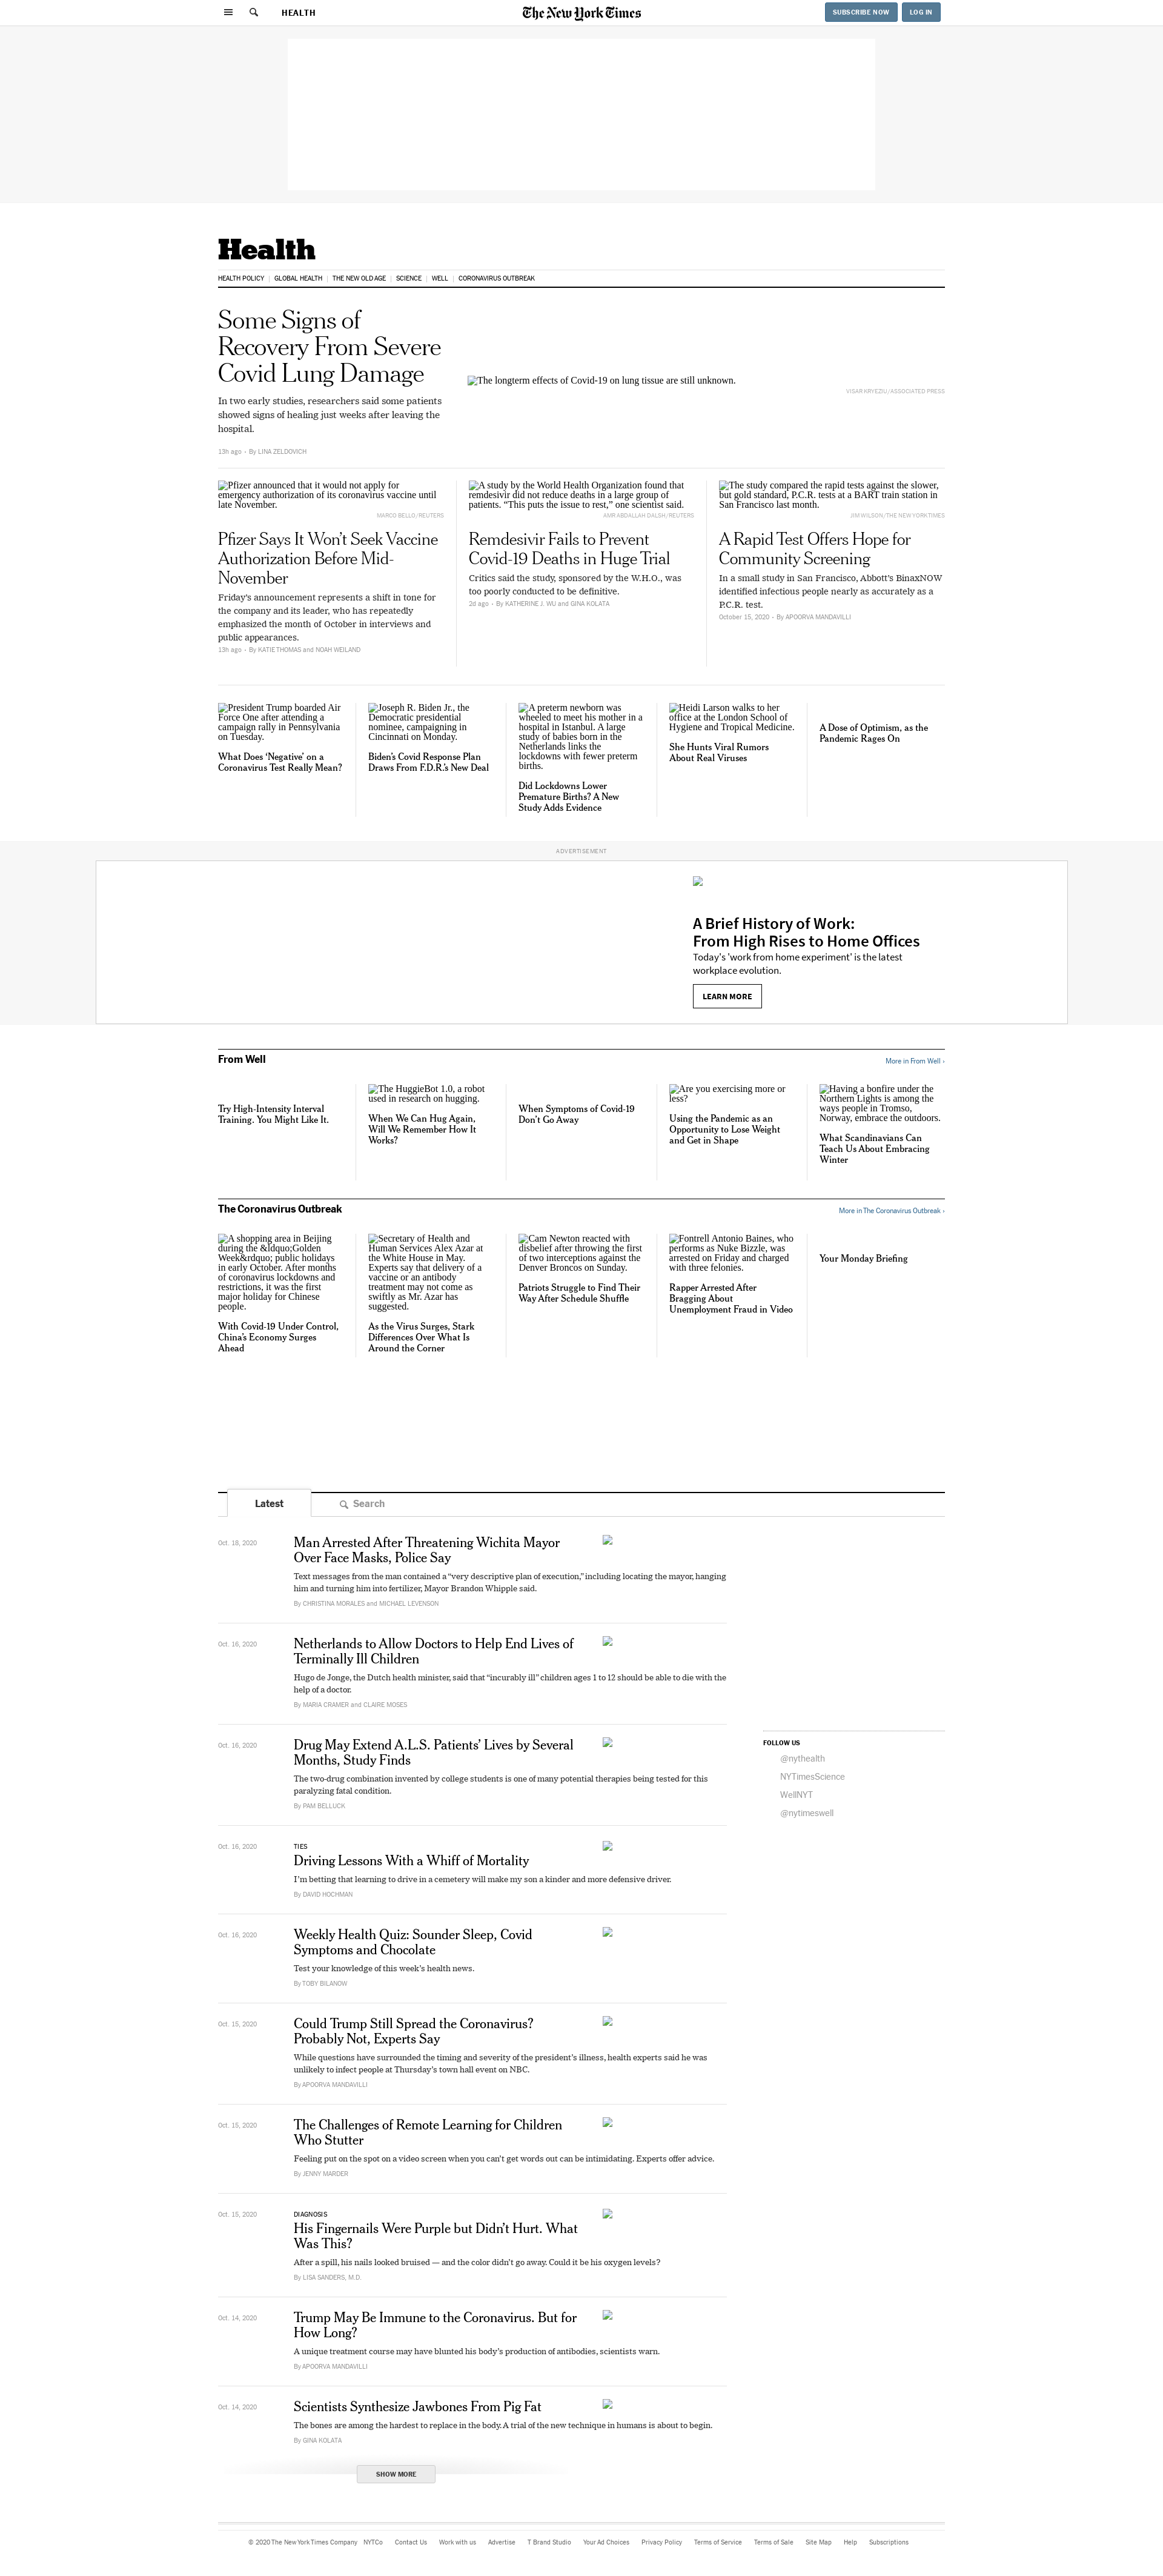 HEALTH
The New York Times
SUBSCRIBE NOW
LOG IN
Health
HEALTH POLICY | GLOBAL HEALTH | THE NEW OLD AGE | SCIENCE | WELL | CORONAVIRUS OUTBREAK
Some Signs of
Recovery From Severe
Covid Lung Damage
In two early studies, researchers said some patients
showed signs of healing just weeks after leaving the
hospital.
13h ago • By LINA ZELDOVICH
The longterm effects of Covid-19 on lung tissue are still unknown.
VISAR KRYEZIU/ASSOCIATED PRESS
Pfizer announced that it would not apply for
emergency authorization of its coronavirus vaccine until
late November.
MARCO BELLO/REUTERS
Pfizer Says It Won't Seek Vaccine
Authorization Before Mid-
November
Friday's announcement represents a shift in tone for
the company and its leader, who has repeatedly
emphasized the month of October in interviews and
public appearances.
13h ago • By KATIE THOMAS and NOAH WEILAND
A study by the World Health Organization found that
remdesivir did not reduce deaths in a large group of
patients. “This puts the issue to rest,” one scientist said.
AMR ABDALLAH DALSH/REUTERS
Remdesivir Fails to Prevent
Covid-19 Deaths in Huge Trial
Critics said the study, sponsored by the W.H.O., was
too poorly conducted to be definitive.
2d ago • By KATHERINE J. WU and GINA KOLATA
The study compared the rapid tests against the slower,
but gold standard, P.C.R. tests at a BART train station in
San Francisco last month.
JIM WILSON/THE NEW YORK TIMES
A Rapid Test Offers Hope for
Community Screening
In a small study in San Francisco, Abbott's BinaxNOW
identified infectious people nearly as accurately as a
P.C.R. test.
October 15, 2020 • By APOORVA MANDAVILLI
President Trump boarded Air
Force One after attending a
campaign rally in Pennsylvania
on Tuesday.
What Does ‘Negative’ on a
Coronavirus Test Really Mean?
Joseph R. Biden Jr., the
Democratic presidential
nominee, campaigning in
Cincinnati on Monday.
Biden’s Covid Response Plan
Draws From F.D.R.’s New Deal
A preterm newborn was
wheeled to meet his mother in a
hospital in Istanbul. A large
study of babies born in the
Netherlands links the
lockdowns with fewer preterm
births.
Did Lockdowns Lower
Premature Births? A New
Study Adds Evidence
Heidi Larson walks to her
office at the London School of
Hygiene and Tropical Medicine.
She Hunts Viral Rumors
About Real Viruses
A Dose of Optimism, as the
Pandemic Rages On
ADVERTISEMENT
A Brief History of Work:
From High Rises to Home Offices
Today's 'work from home experiment' is the latest
workplace evolution.
LEARN MORE
From Well
More in From Well ›
Try High-Intensity Interval
Training. You Might Like It.
The HuggieBot 1.0, a robot
used in research on hugging.
When We Can Hug Again,
Will We Remember How It
Works?
When Symptoms of Covid-19
Don’t Go Away
Are you exercising more or
less?
Using the Pandemic as an
Opportunity to Lose Weight
and Get in Shape
Having a bonfire under the
Northern Lights is among the
ways people in Tromso,
Norway, embrace the outdoors.
What Scandinavians Can
Teach Us About Embracing
Winter
The Coronavirus Outbreak
More in The Coronavirus Outbreak ›
A shopping area in Beijing
during the &ldquo;Golden
Week&rdquo; public holidays
in early October. After months
of coronavirus lockdowns and
restrictions, it was the first
major holiday for Chinese
people.
With Covid-19 Under Control,
China’s Economy Surges
Ahead
Secretary of Health and
Human Services Alex Azar at
the White House in May.
Experts say that delivery of a
vaccine or an antibody
treatment may not come as
swiftly as Mr. Azar has
suggested.
As the Virus Surges, Stark
Differences Over What Is
Around the Corner
Cam Newton reacted with
disbelief after throwing the first
of two interceptions against the
Denver Broncos on Sunday.
Patriots Struggle to Find Their
Way After Schedule Shuffle
Fontrell Antonio Baines, who
performs as Nuke Bizzle, was
arrested on Friday and charged
with three felonies.
Rapper Arrested After
Bragging About
Unemployment Fraud in Video
Your Monday Briefing
Latest
Search
Oct. 18, 2020
Man Arrested After Threatening Wichita Mayor
Over Face Masks, Police Say
Text messages from the man contained a “very descriptive plan of execution,” including locating the mayor, hanging
him and turning him into fertilizer, Mayor Brandon Whipple said.
By CHRISTINA MORALES and MICHAEL LEVENSON
Oct. 16, 2020
Netherlands to Allow Doctors to Help End Lives of
Terminally Ill Children
Hugo de Jonge, the Dutch health minister, said that “incurably ill” children ages 1 to 12 should be able to die with the
help of a doctor.
By MARIA CRAMER and CLAIRE MOSES
Oct. 16, 2020
Drug May Extend A.L.S. Patients’ Lives by Several
Months, Study Finds
The two-drug combination invented by college students is one of many potential therapies being tested for this
paralyzing fatal condition.
By PAM BELLUCK
Oct. 16, 2020
TIES
Driving Lessons With a Whiff of Mortality
I’m betting that learning to drive in a cemetery will make my son a kinder and more defensive driver.
By DAVID HOCHMAN
Oct. 16, 2020
Weekly Health Quiz: Sounder Sleep, Covid
Symptoms and Chocolate
Test your knowledge of this week’s health news.
By TOBY BILANOW
Oct. 15, 2020
Could Trump Still Spread the Coronavirus?
Probably Not, Experts Say
While questions have surrounded the timing and severity of the president’s illness, health experts said he was
unlikely to infect people at Thursday’s town hall event on NBC.
By APOORVA MANDAVILLI
Oct. 15, 2020
The Challenges of Remote Learning for Children
Who Stutter
Feeling put on the spot on a video screen when you can’t get words out can be intimidating. Experts offer advice.
By JENNY MARDER
Oct. 15, 2020
DIAGNOSIS
His Fingernails Were Purple but Didn’t Hurt. What
Was This?
After a spill, his nails looked bruised — and the color didn’t go away. Could it be his oxygen levels?
By LISA SANDERS, M.D.
Oct. 14, 2020
Trump May Be Immune to the Coronavirus. But for
How Long?
A unique treatment course may have blunted his body’s production of antibodies, scientists warn.
By APOORVA MANDAVILLI
Oct. 14, 2020
Scientists Synthesize Jawbones From Pig Fat
The bones are among the hardest to replace in the body. A trial of the new technique in humans is about to begin.
By GINA KOLATA
SHOW MORE
FOLLOW US
@nythealth
NYTimesScience
WellNYT
@nytimeswell
© 2020 The New York Times Company NYTCo Contact Us Work with us Advertise T Brand Studio Your Ad Choices Privacy Policy Terms of Service Terms of Sale Site Map Help Subscriptions